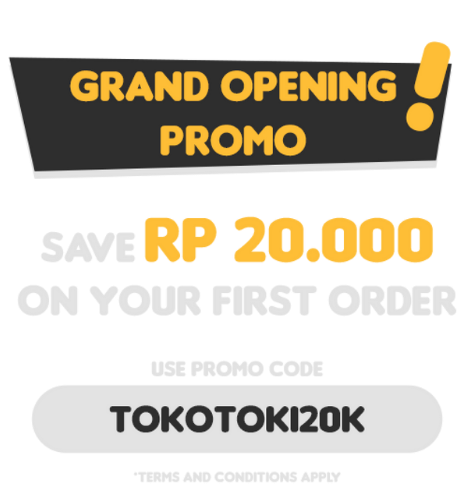 GRAND OPENING
PROMO!
SAVE RP 20.000
ON YOUR FIRST ORDER
USE PROMO CODE
TOKOTOKI20K
*TERMS AND CONDITIONS APPLY